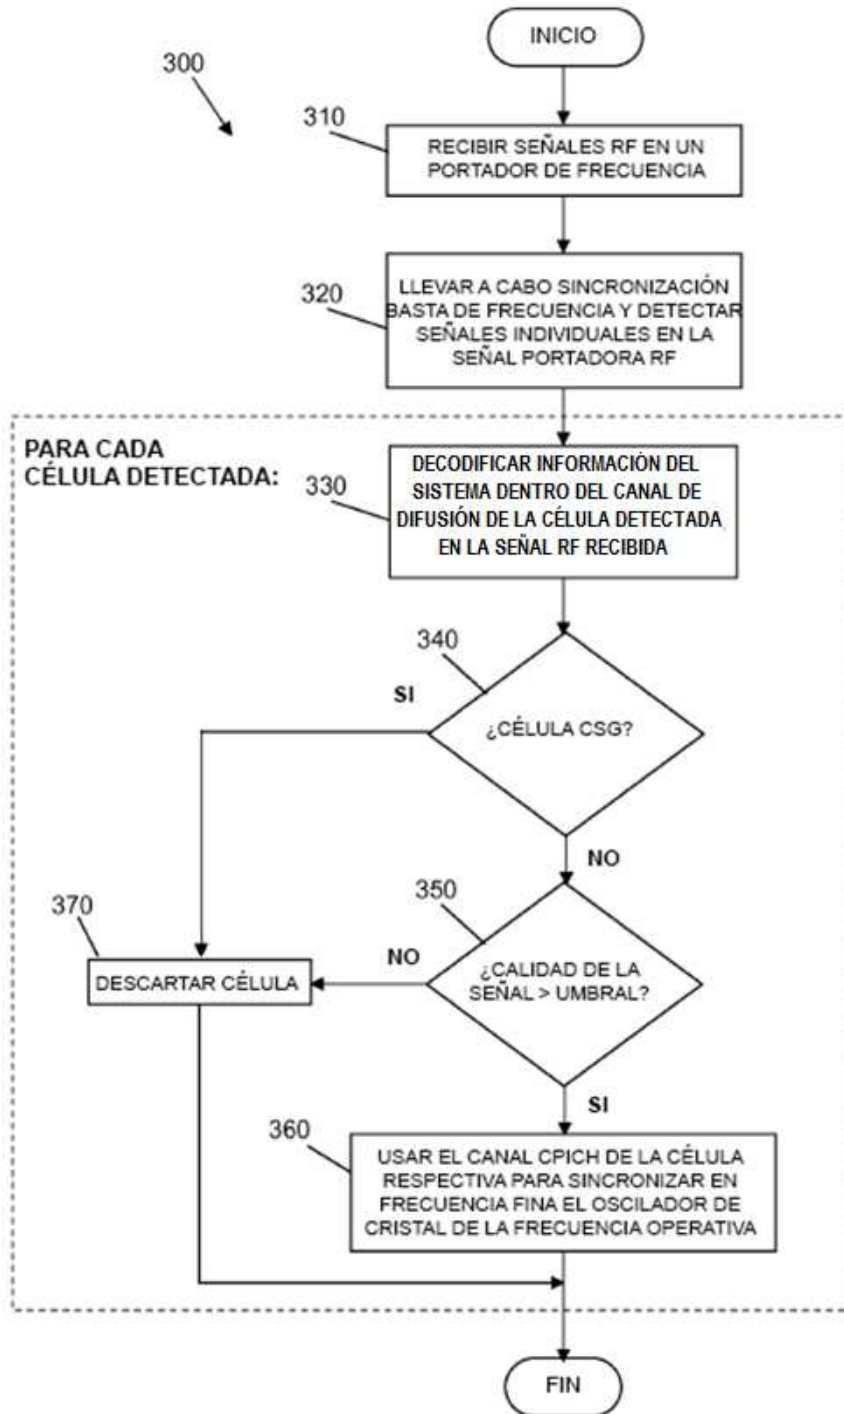 INICIO
300
310
RECIBIR SEÑALES RF EN UN
PORTADOR DE FRECUENCIA
320
LLEVAR A CABO SINCRONIZACIÓN
BASTA DE FRECUENCIA Y DETECTAR
SEÑALES INDIVIDUALES EN LA
SEÑAL PORTADORA RF
PARA CADA
CÉLULA DETECTADA:
330
DECODIFICAR INFORMACIÓN DEL
SISTEMA DENTRO DEL CANAL DE
DIFUSIÓN DE LA CÉLULA DETECTADA
EN LA SEÑAL RF RECIBIDA
340
SI
¿CÉLULA CSG?
NO
350
370
NO
¿CALIDAD DE LA
SEÑAL > UMBRAL?
DESCARTAR CÉLULA
SI
360
USAR EL CANAL CPICH DE LA CÉLULA
RESPECTIVA PARA SINCRONIZAR EN
FRECUENCIA FINA EL OSCILADOR DE
CRISTAL DE LA FRECUENCIA OPERATIVA
FIN